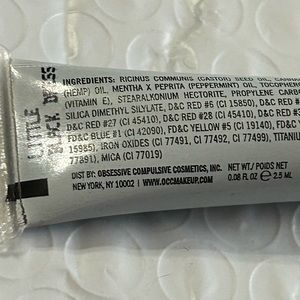 LITTLE
BLACK DRESS
INGREDIENTS: RICINUS COMMUNIS (CASTOR) SEED OIL,
(HEMP) OIL, MENTHA X PEPRITA (PEPPERMINT) OIL,
(VITAMIN E), STEARALKONIUM HECTORITE, PROPYLENE
SILICA DIMETHYL SILYLATE, D&C RED #6 (CI 15850), D&C RED
D&C RED #27 (CI 45410), D&C RED #28 (CI 45410), D&C RED
FD&C BLUE #1 (CI 42090), FD&C YELLOW #5 (CI 19140), FD&C
15985), IRON OXIDES (CI 77491, CI 77492, CI 77499), TITANIUM
77891), MICA (CI 77019)
DIST BY: OBSESSIVE COMPULSIVE COSMETICS, INC.
NEW YORK, NY 10002 | WWW.OCCMAKEUP.COM
NET WT/ POIDS NET
0.08 FL OZ ℮ 2.5 ML